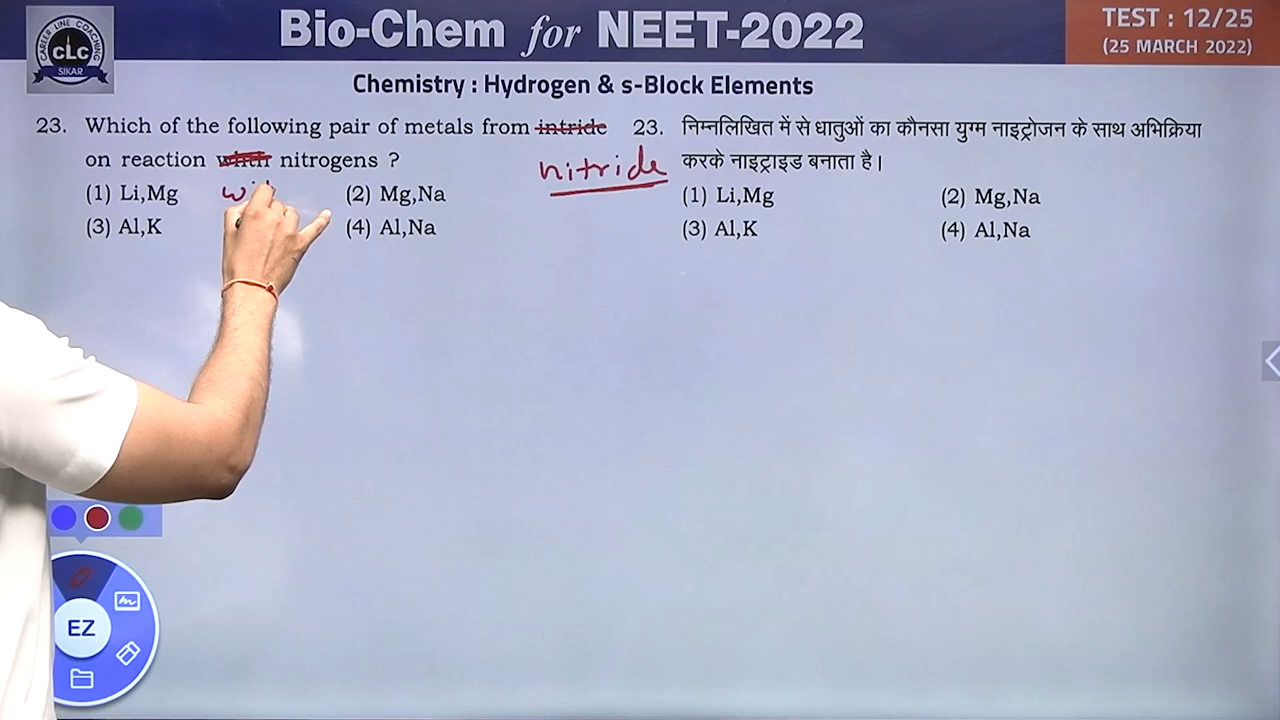 CAREER LINE COACHING
CLC
SIKAR
Bio-Chem for NEET-2022
TEST : 12/25
(25 MARCH 2022)
Chemistry : Hydrogen & s-Block Elements
23. Which of the following pair of metals from intride
nitride
on reaction nitrogens ?
(1) Li,Mg
(2) Mg,Na
(3) Al,K
(4) Al,Na
23. निम्नलिखित में से धातुओं का कौनसा युग्म नाइट्रोजन के साथ अभिक्रिया
करके नाइट्राइड बनाता है।
(1) Li,Mg
(2) Mg,Na
(3) Al,K
(4) Al,Na
EZ